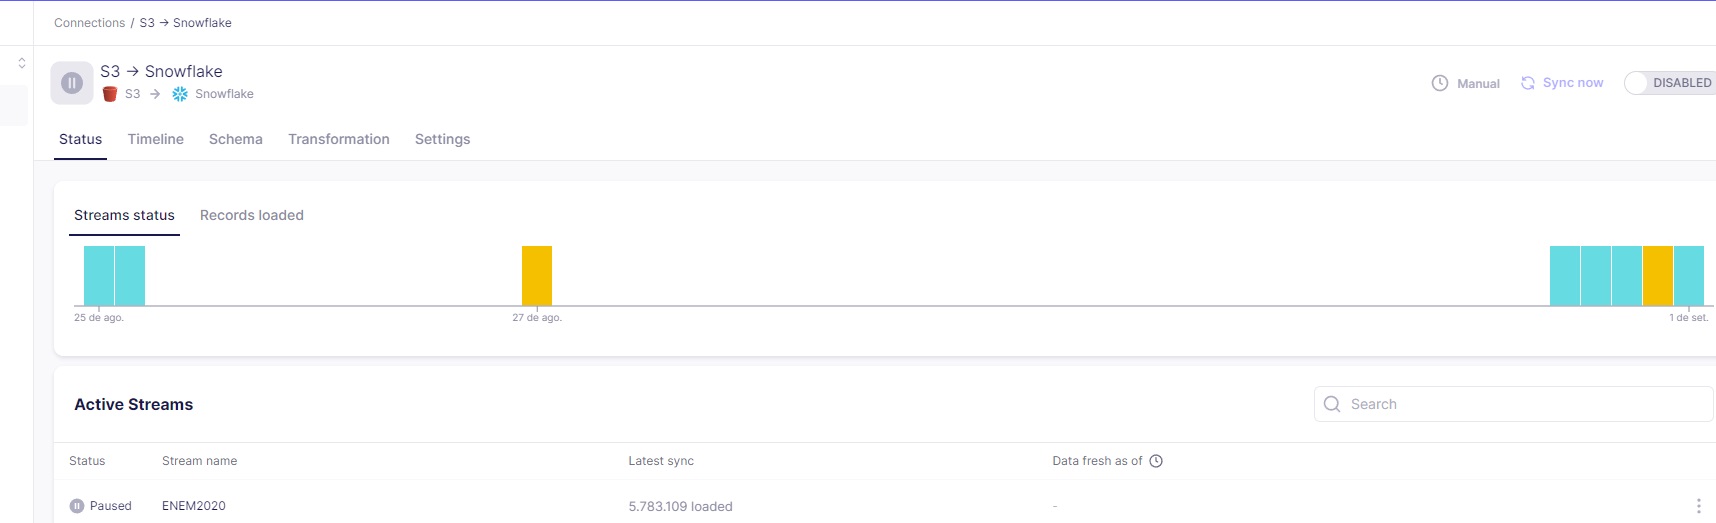 Connections / S3 → Snowflake
S3 → Snowflake
S3 → Snowflake
Manual
Sync now
DISABLED
Status Timeline Schema Transformation Settings
Streams status Records loaded
25 de ago. 27 de ago. 1 de set.
Active Streams
Search
Status Stream name Latest sync Data fresh as of
Paused ENEM2020 5.783.109 loaded -